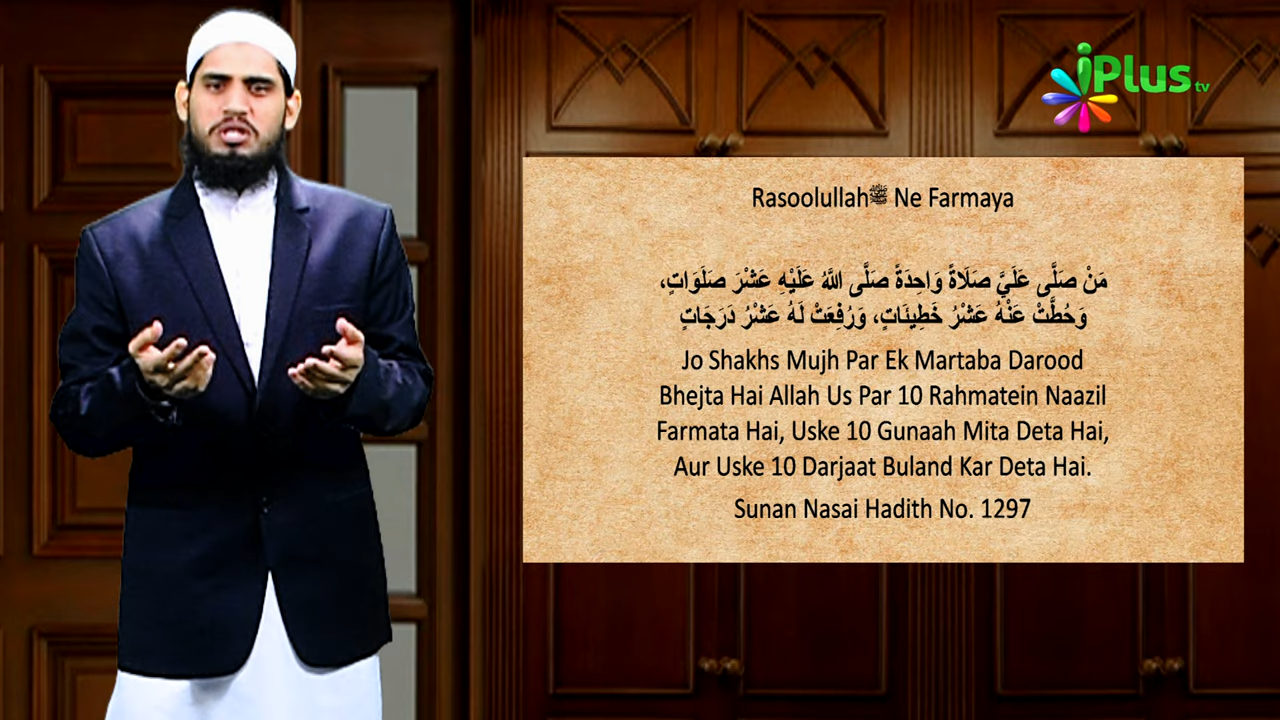 iPlus tv
Rasoolullahﷺ Ne Farmaya
مَنْ صَلَّى عَلَيَّ صَلَاةً وَاحِدَةً صَلَّى اللَّهُ عَلَيْهِ عَشْرَ صَلَوَاتٍ،
وَحُطَّتْ عَنْهُ عَشْرُ خَطِيئَاتٍ، وَرُفِعَتْ لَهُ عَشْرُ دَرَجَاتٍ
Jo Shakhs Mujh Par Ek Martaba Darood
Bhejta Hai Allah Us Par 10 Rahmatein Naazil
Farmata Hai, Uske 10 Gunaah Mita Deta Hai,
Aur Uske 10 Darjaat Buland Kar Deta Hai.
Sunan Nasai Hadith No. 1297